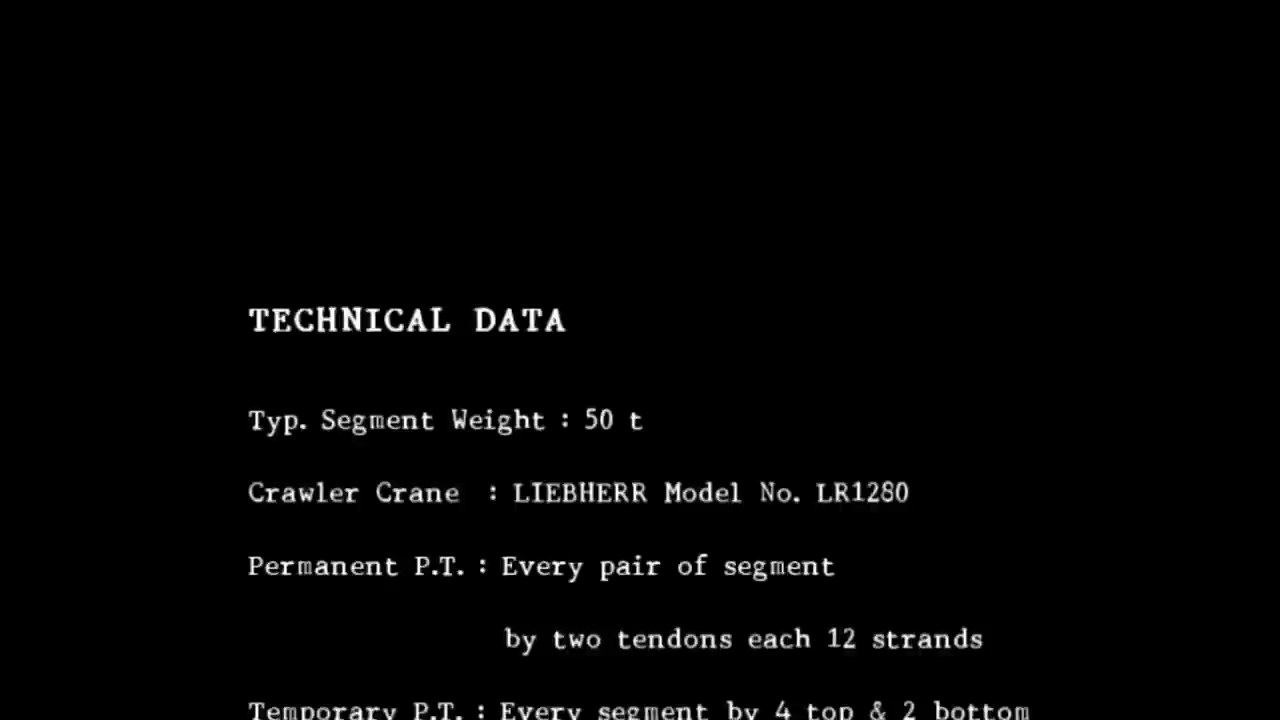 TECHNICAL DATA
Typ. Segment Weight : 50 t
Crawler Crane : LIEBHERR Model No. LR1280
Permanent P.T. : Every pair of segment
by two tendons each 12 strands
Temporary P.T. : Every segment by 4 top & 2 bottom